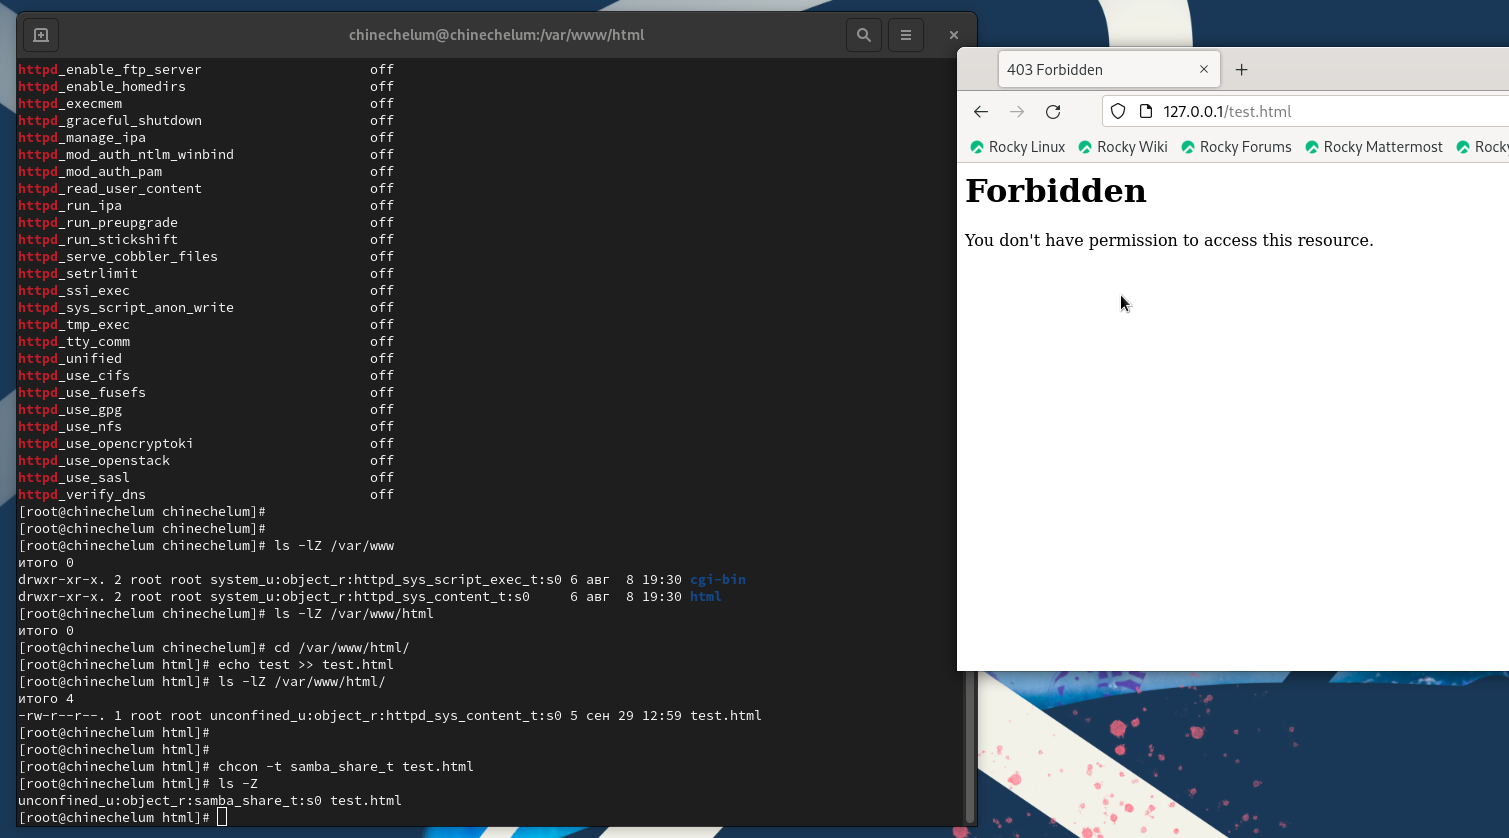 chinechelum@chinechelum:/var/www/html
httpd_enable_ftp_server off
httpd_enable_homedirs off
httpd_execmem off
httpd_graceful_shutdown off
httpd_manage_ipa off
httpd_mod_auth_ntlm_winbind off
httpd_mod_auth_pam off
httpd_read_user_content off
httpd_run_ipa off
httpd_run_preupgrade off
httpd_run_stickshift off
httpd_serve_cobbler_files off
httpd_setrlimit off
httpd_ssi_exec off
httpd_sys_script_anon_write off
httpd_tmp_exec off
httpd_tty_comm off
httpd_unified off
httpd_use_cifs off
httpd_use_fusefs off
httpd_use_gpg off
httpd_use_nfs off
httpd_use_opencryptoki off
httpd_use_openstack off
httpd_use_sasl off
httpd_verify_dns off
[root@chinechelum chinechelum]#
[root@chinechelum chinechelum]#
[root@chinechelum chinechelum]# ls -lZ /var/www
итого 0
drwxr-xr-x. 2 root root system_u:object_r:httpd_sys_script_exec_t:s0 6 авг  8 19:30 cgi-bin
drwxr-xr-x. 2 root root system_u:object_r:httpd_sys_content_t:s0     6 авг  8 19:30 html
[root@chinechelum chinechelum]# ls -lZ /var/www/html
итого 0
[root@chinechelum chinechelum]# cd /var/www/html/
[root@chinechelum html]# echo test >> test.html
[root@chinechelum html]# ls -lZ /var/www/html/
итого 4
-rw-r--r--. 1 root root unconfined_u:object_r:httpd_sys_content_t:s0 5 сен 29 12:59 test.html
[root@chinechelum html]#
[root@chinechelum html]#
[root@chinechelum html]# chcon -t samba_share_t test.html
[root@chinechelum html]# ls -Z
unconfined_u:object_r:samba_share_t:s0 test.html
[root@chinechelum html]#
403 Forbidden
127.0.0.1/test.html
Rocky Linux Rocky Wiki Rocky Forums Rocky Mattermost Rocky
Forbidden
You don't have permission to access this resource.